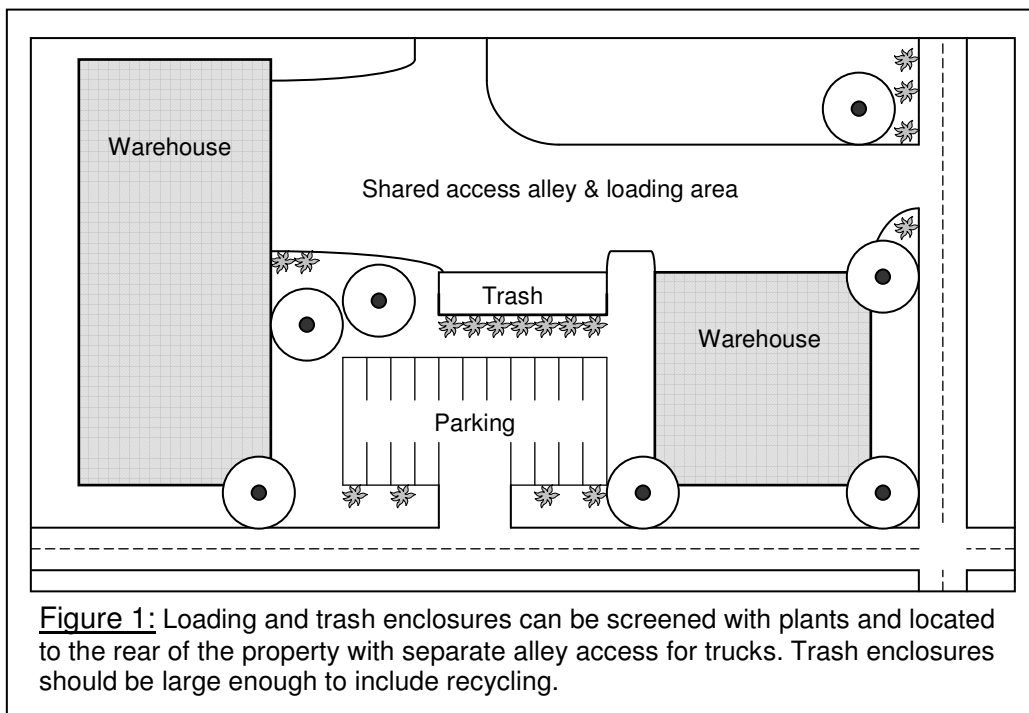 Warehouse
Shared access alley & loading area
Trash
Warehouse
Parking
Figure 1: Loading and trash enclosures can be screened with plants and located
to the rear of the property with separate alley access for trucks. Trash enclosures
should be large enough to include recycling.